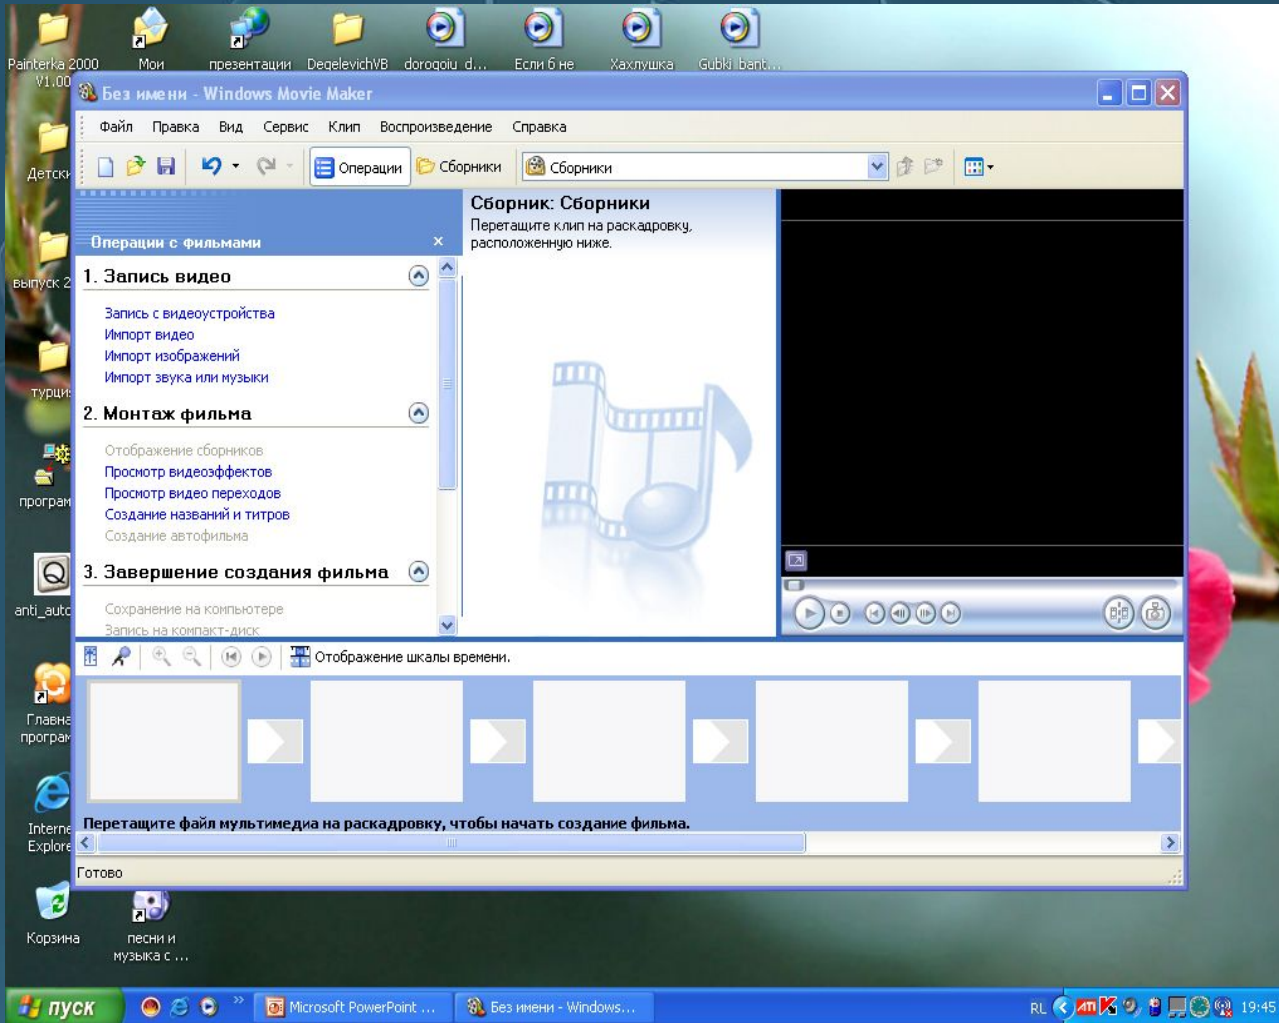 Painterka 2000
V1.00
Мои
презентации
DegelevichVB
dorogoiu_d...
Если б не
Хахлушка
Gubki_bant...
Без имени - Windows Movie Maker
Файл Правка Вид Сервис Клип Воспроизведение Справка
Операции Сборники Сборники
Детски
выпуск 2
турция
програм
anti_auto
Главна
програм
Interne
Explore
Корзина
песни и
музыка с ...
Операции с фильмами
1. Запись видео
Запись с видеоустройства
Импорт видео
Импорт изображений
Импорт звука или музыки
2. Монтаж фильма
Отображение сборников
Просмотр видеоэффектов
Просмотр видео переходов
Создание названий и титров
Создание автофильма
3. Завершение создания фильма
Сохранение на компьютере
Запись на компакт-диск
Сборник: Сборники
Перетащите клип на раскадровку,
расположенную ниже.
Отображение шкалы времени.
Перетащите файл мультимедиа на раскадровку, чтобы начать создание фильма.
Готово
пуск
Microsoft PowerPoint ...
Без имени - Windows...
RL
ATI
19:45